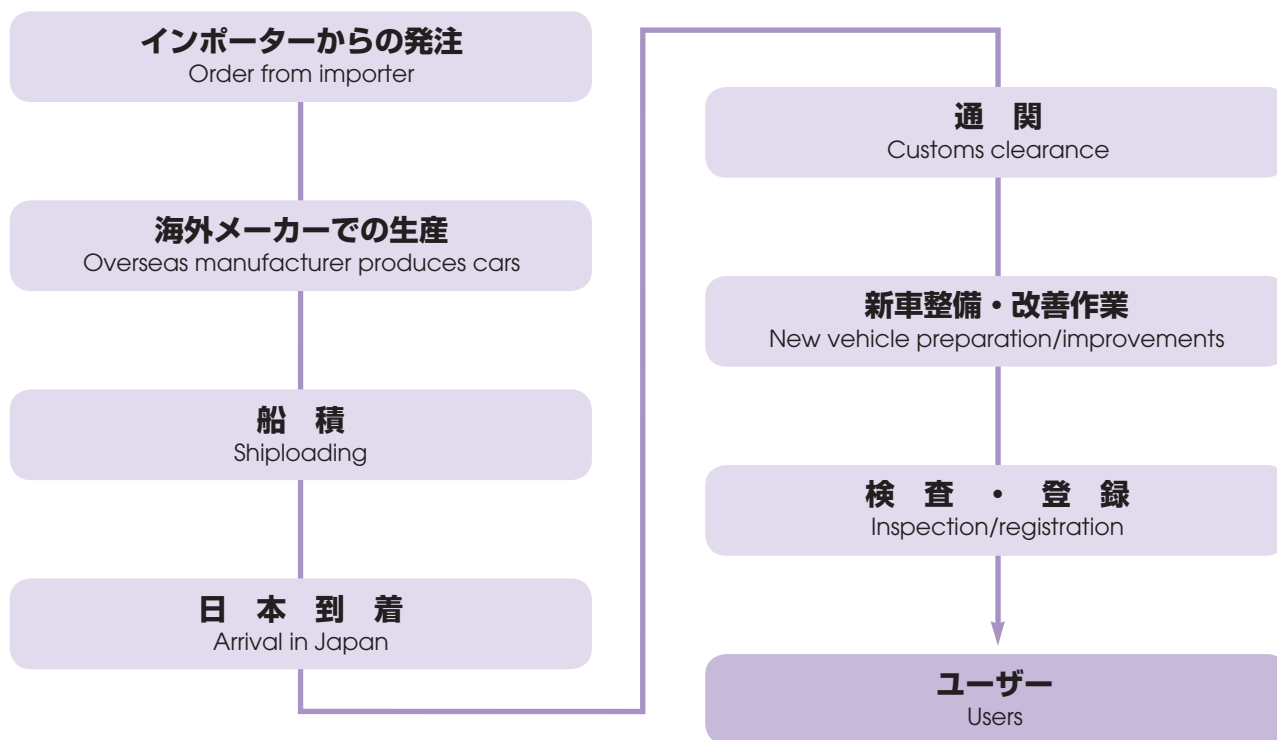 インポーターからの発注
Order from importer
海外メーカーでの生産
Overseas manufacturer produces cars
船　積
Shiploading
日　本　到　着
Arrival in Japan
通　関
Customs clearance
新車整備・改善作業
New vehicle preparation/improvements
検　査　・　登　録
Inspection/registration
ユーザー
Users